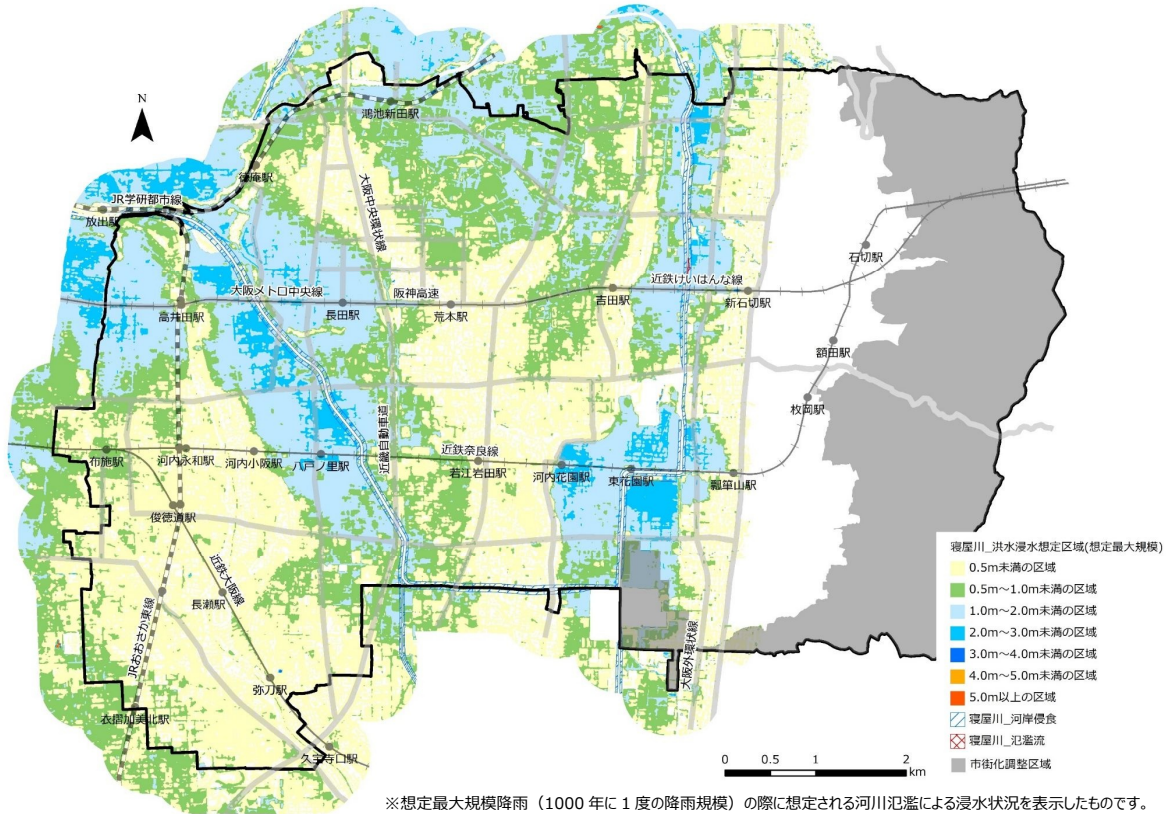 N
鴻池新田駅
徳庵駅
大阪中央環状線
JR学研都市線
放出駅
石切駅
大阪メトロ中央線
阪神高速
近鉄けいはんな線
高井田駅
長田駅
荒本駅
吉田駅
新石切駅
額田駅
枚岡駅
近畿自動車道
近鉄奈良線
布施駅
河内永和駅
河内小阪駅
八戸ノ里駅
若江岩田駅
河内花園駅
東花園駅
瓢箪山駅
俊徳道駅
近鉄大阪線
長瀬駅
JRおおさか東線
弥刀駅
大阪外環状線
衣摺加美北駅
久宝寺口駅
寝屋川_洪水浸水想定区域(想定最大規模)
0.5m未満の区域
0.5m～1.0m未満の区域
1.0m～2.0m未満の区域
2.0m～3.0m未満の区域
3.0m～4.0m未満の区域
4.0m～5.0m未満の区域
5.0m以上の区域
寝屋川_河岸侵食
寝屋川_氾濫流
市街化調整区域
0 0.5 1 2
km
※想定最大規模降雨（1000 年に 1 度の降雨規模）の際に想定される河川氾濫による浸水状況を表示したものです。